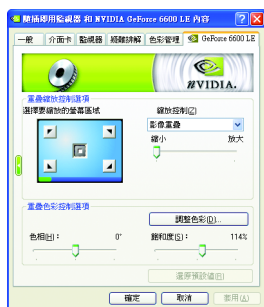 隨插即用監視器 和 NVIDIA GeForce 6600 LE 內容
一般 介面卡 監視器 疑難排解 色彩管理 GeForce 6600 LE
NVIDIA.
重疊縮放控制選項
選擇要縮放的螢幕區域
縮放控制(Z)
影像重疊
縮小 放大
重疊色彩控制選項
調整色彩(D)...
色相(H): 0° 飽和度(S): 114%
還原預設值(R)
確定 取消 套用(A)